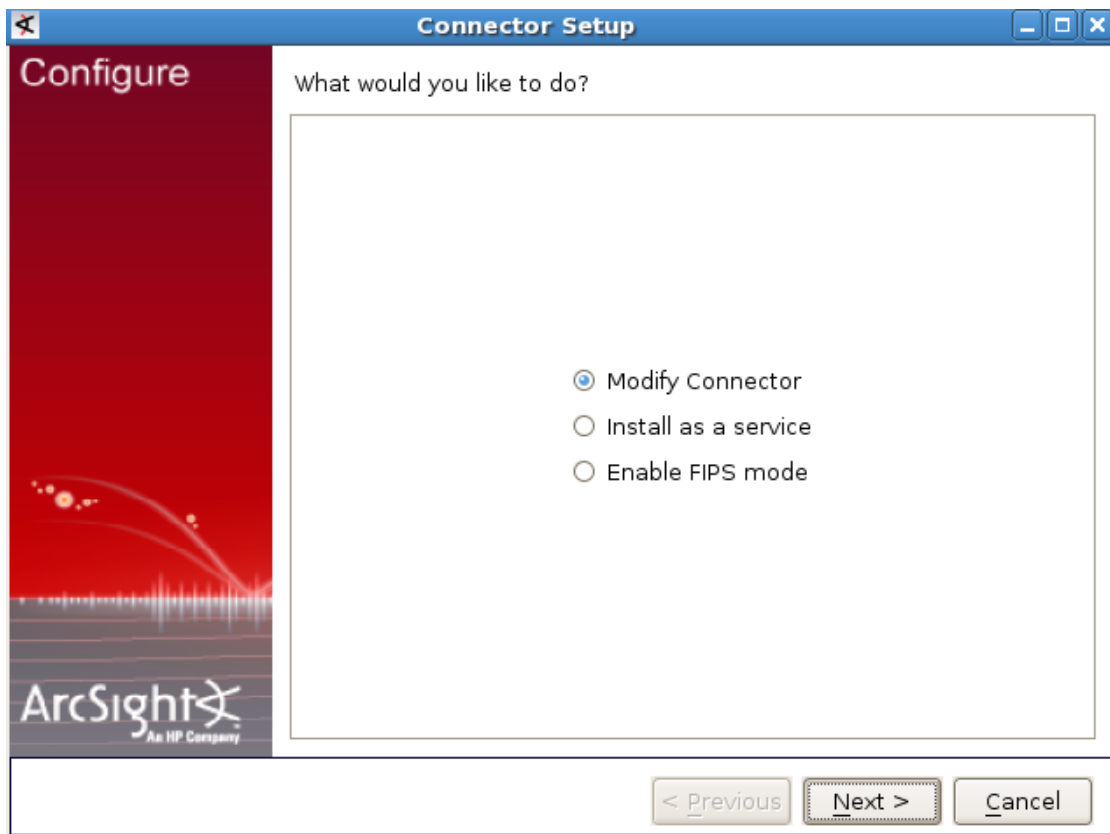 Connector Setup
Configure
What would you like to do?
Modify Connector
Install as a service
Enable FIPS mode
ArcSight
An HP Company
< Previous
Next >
Cancel